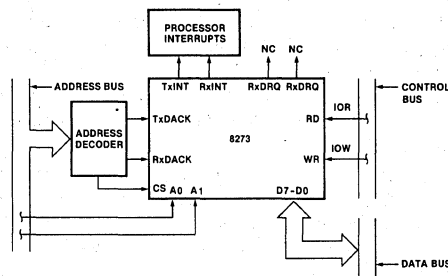 PROCESSOR
INTERRUPTS
NC NC
ADDRESS BUS
TxINT RxINT RxDRQ RxDRQ
CONTROL
BUS
ADDRESS
DECODER
TxDACK
RD
IOR
8273
RxDACK
WR
IOW
CS A0 A1 D7-D0
DATA BUS